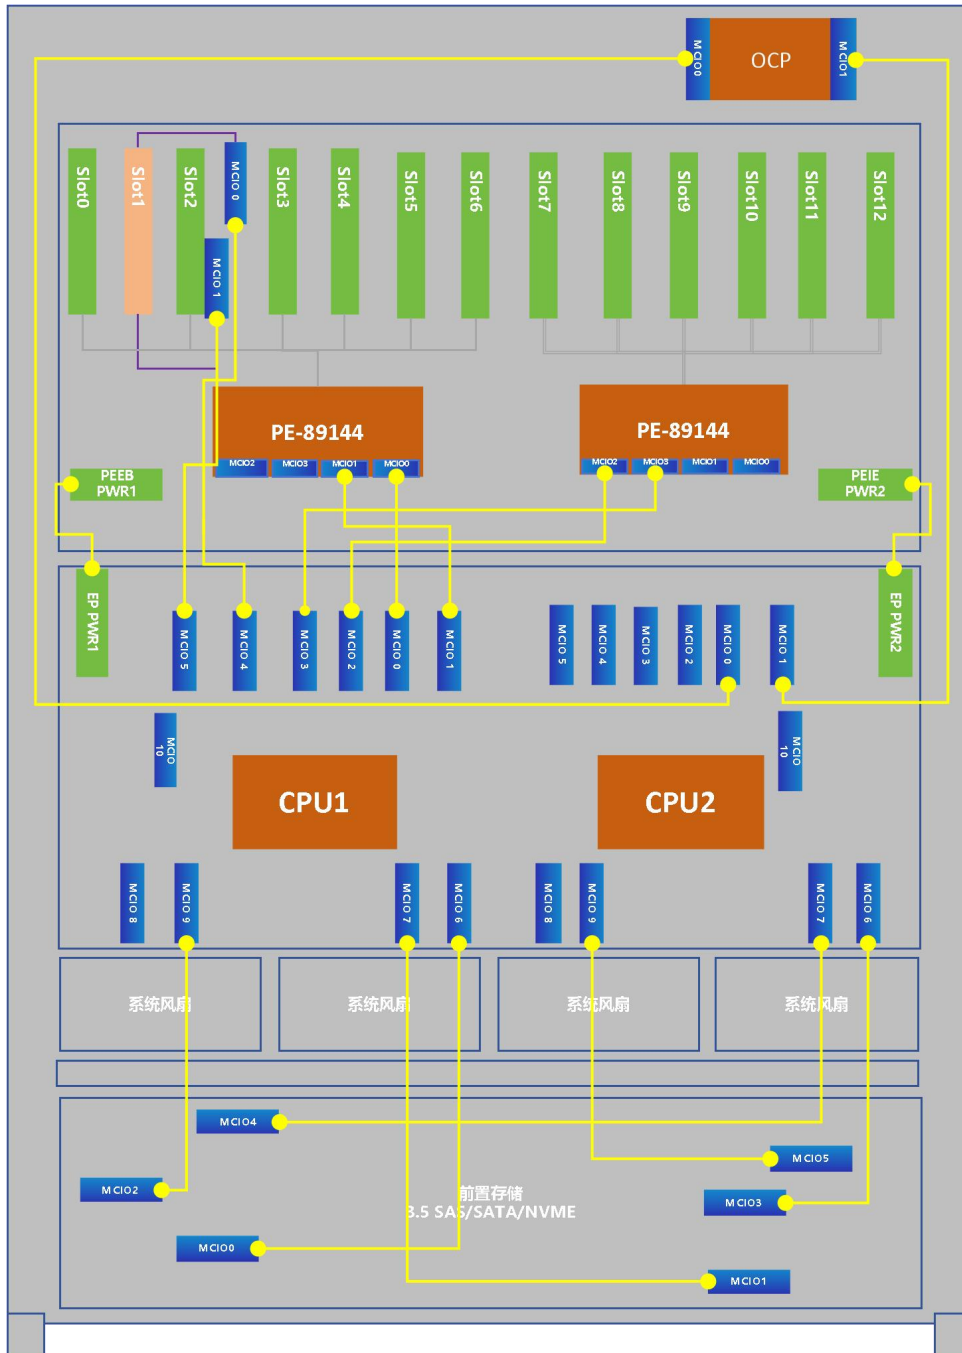 MCIO0
OCP
MCIO1
Slot0
Slot1
Slot2
MCIO 0
MCIO 1
Slot3
Slot4
Slot5
Slot6
Slot7
Slot8
Slot9
Slot10
Slot11
Slot12
PE-89144
MCIO2
MCIO3
MCIO1
MCIO0
PE-89144
MCIO2
MCIO3
MCIO1
MCIO0
PEEB
PWR1
PEIE
PWR2
EP PWR1
MCIO 5
MCIO 4
MCIO 3
MCIO 2
MCIO 0
MCIO 1
MCIO 5
MCIO 4
MCIO 3
MCIO 2
MCIO 0
MCIO 1
EP PWR2
MCIO
10
MCIO
10
CPU1
CPU2
MCIO 8
MCIO 9
MCIO 7
MCIO 6
MCIO 8
MCIO 9
MCIO 7
MCIO 6
系统风扇
系统风扇
系统风扇
系统风扇
MCIO4
MCIO5
MCIO2
MCIO3
前置存储
3.5 SAS/SATA/NVME
MCIO0
MCIO1